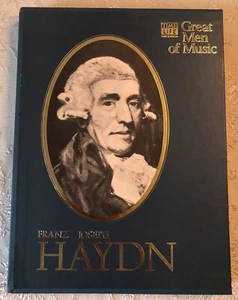 TIME
LIFE
Great
Men
of Music
FRANZ JOSEPH
HAYDN